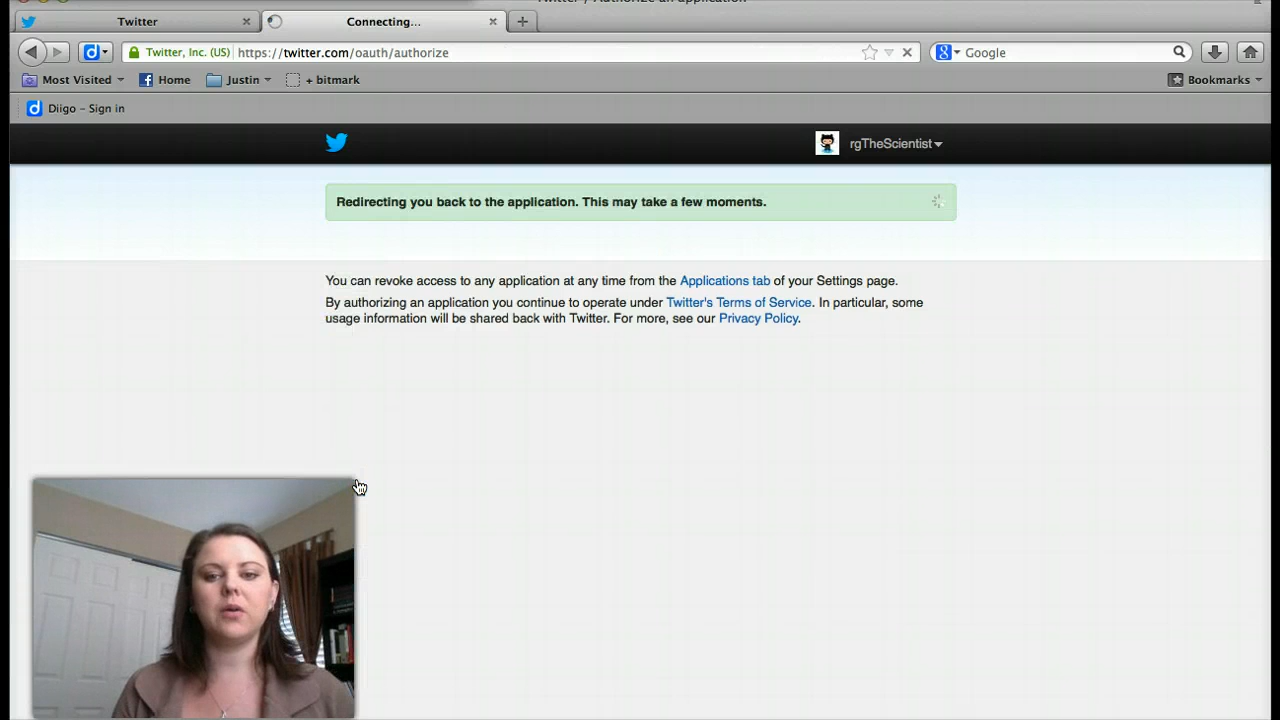 Twitter / Authorize an application
Twitter
Connecting...
Twitter, Inc. (US) https://twitter.com/oauth/authorize
Google
Most Visited Home Justin + bitmark Bookmarks
Diigo - Sign in
rgTheScientist
Redirecting you back to the application. This may take a few moments.
You can revoke access to any application at any time from the Applications tab of your Settings page.
By authorizing an application you continue to operate under Twitter's Terms of Service. In particular, some
usage information will be shared back with Twitter. For more, see our Privacy Policy.